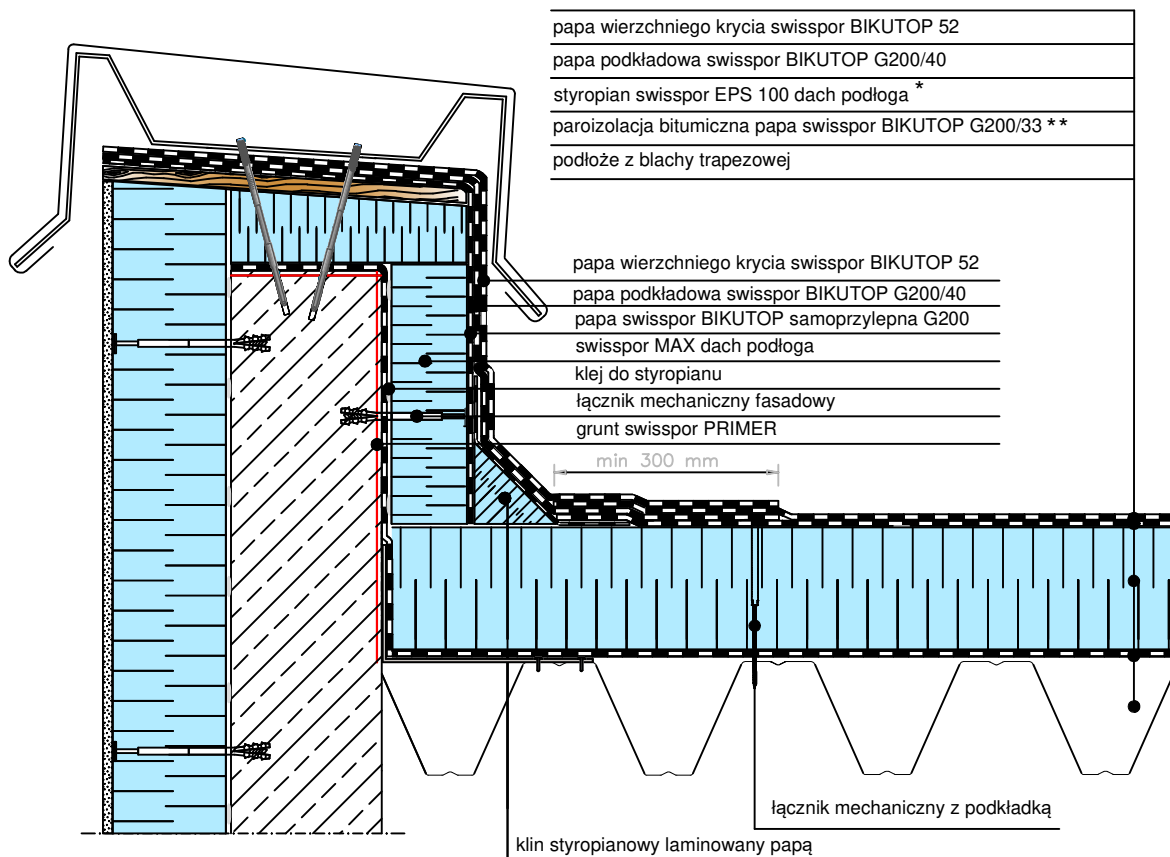 papa wierzchniego krycia swisspor BIKUTOP 52
papa podkładowa swisspor BIKUTOP G200/40
styropian swisspor EPS 100 dach podłoga *
paroizolacja bitumiczna papa swisspor BIKUTOP G200/33 **
podłoże z blachy trapezowej
papa wierzchniego krycia swisspor BIKUTOP 52
papa podkładowa swisspor BIKUTOP G200/40
papa swisspor BIKUTOP samoprzylepna G200
swisspor MAX dach podłoga
klej do styropianu
łącznik mechaniczny fasadowy
grunt swisspor PRIMER
min 300 mm
łącznik mechaniczny z podkładką
klin styropianowy laminowany papą